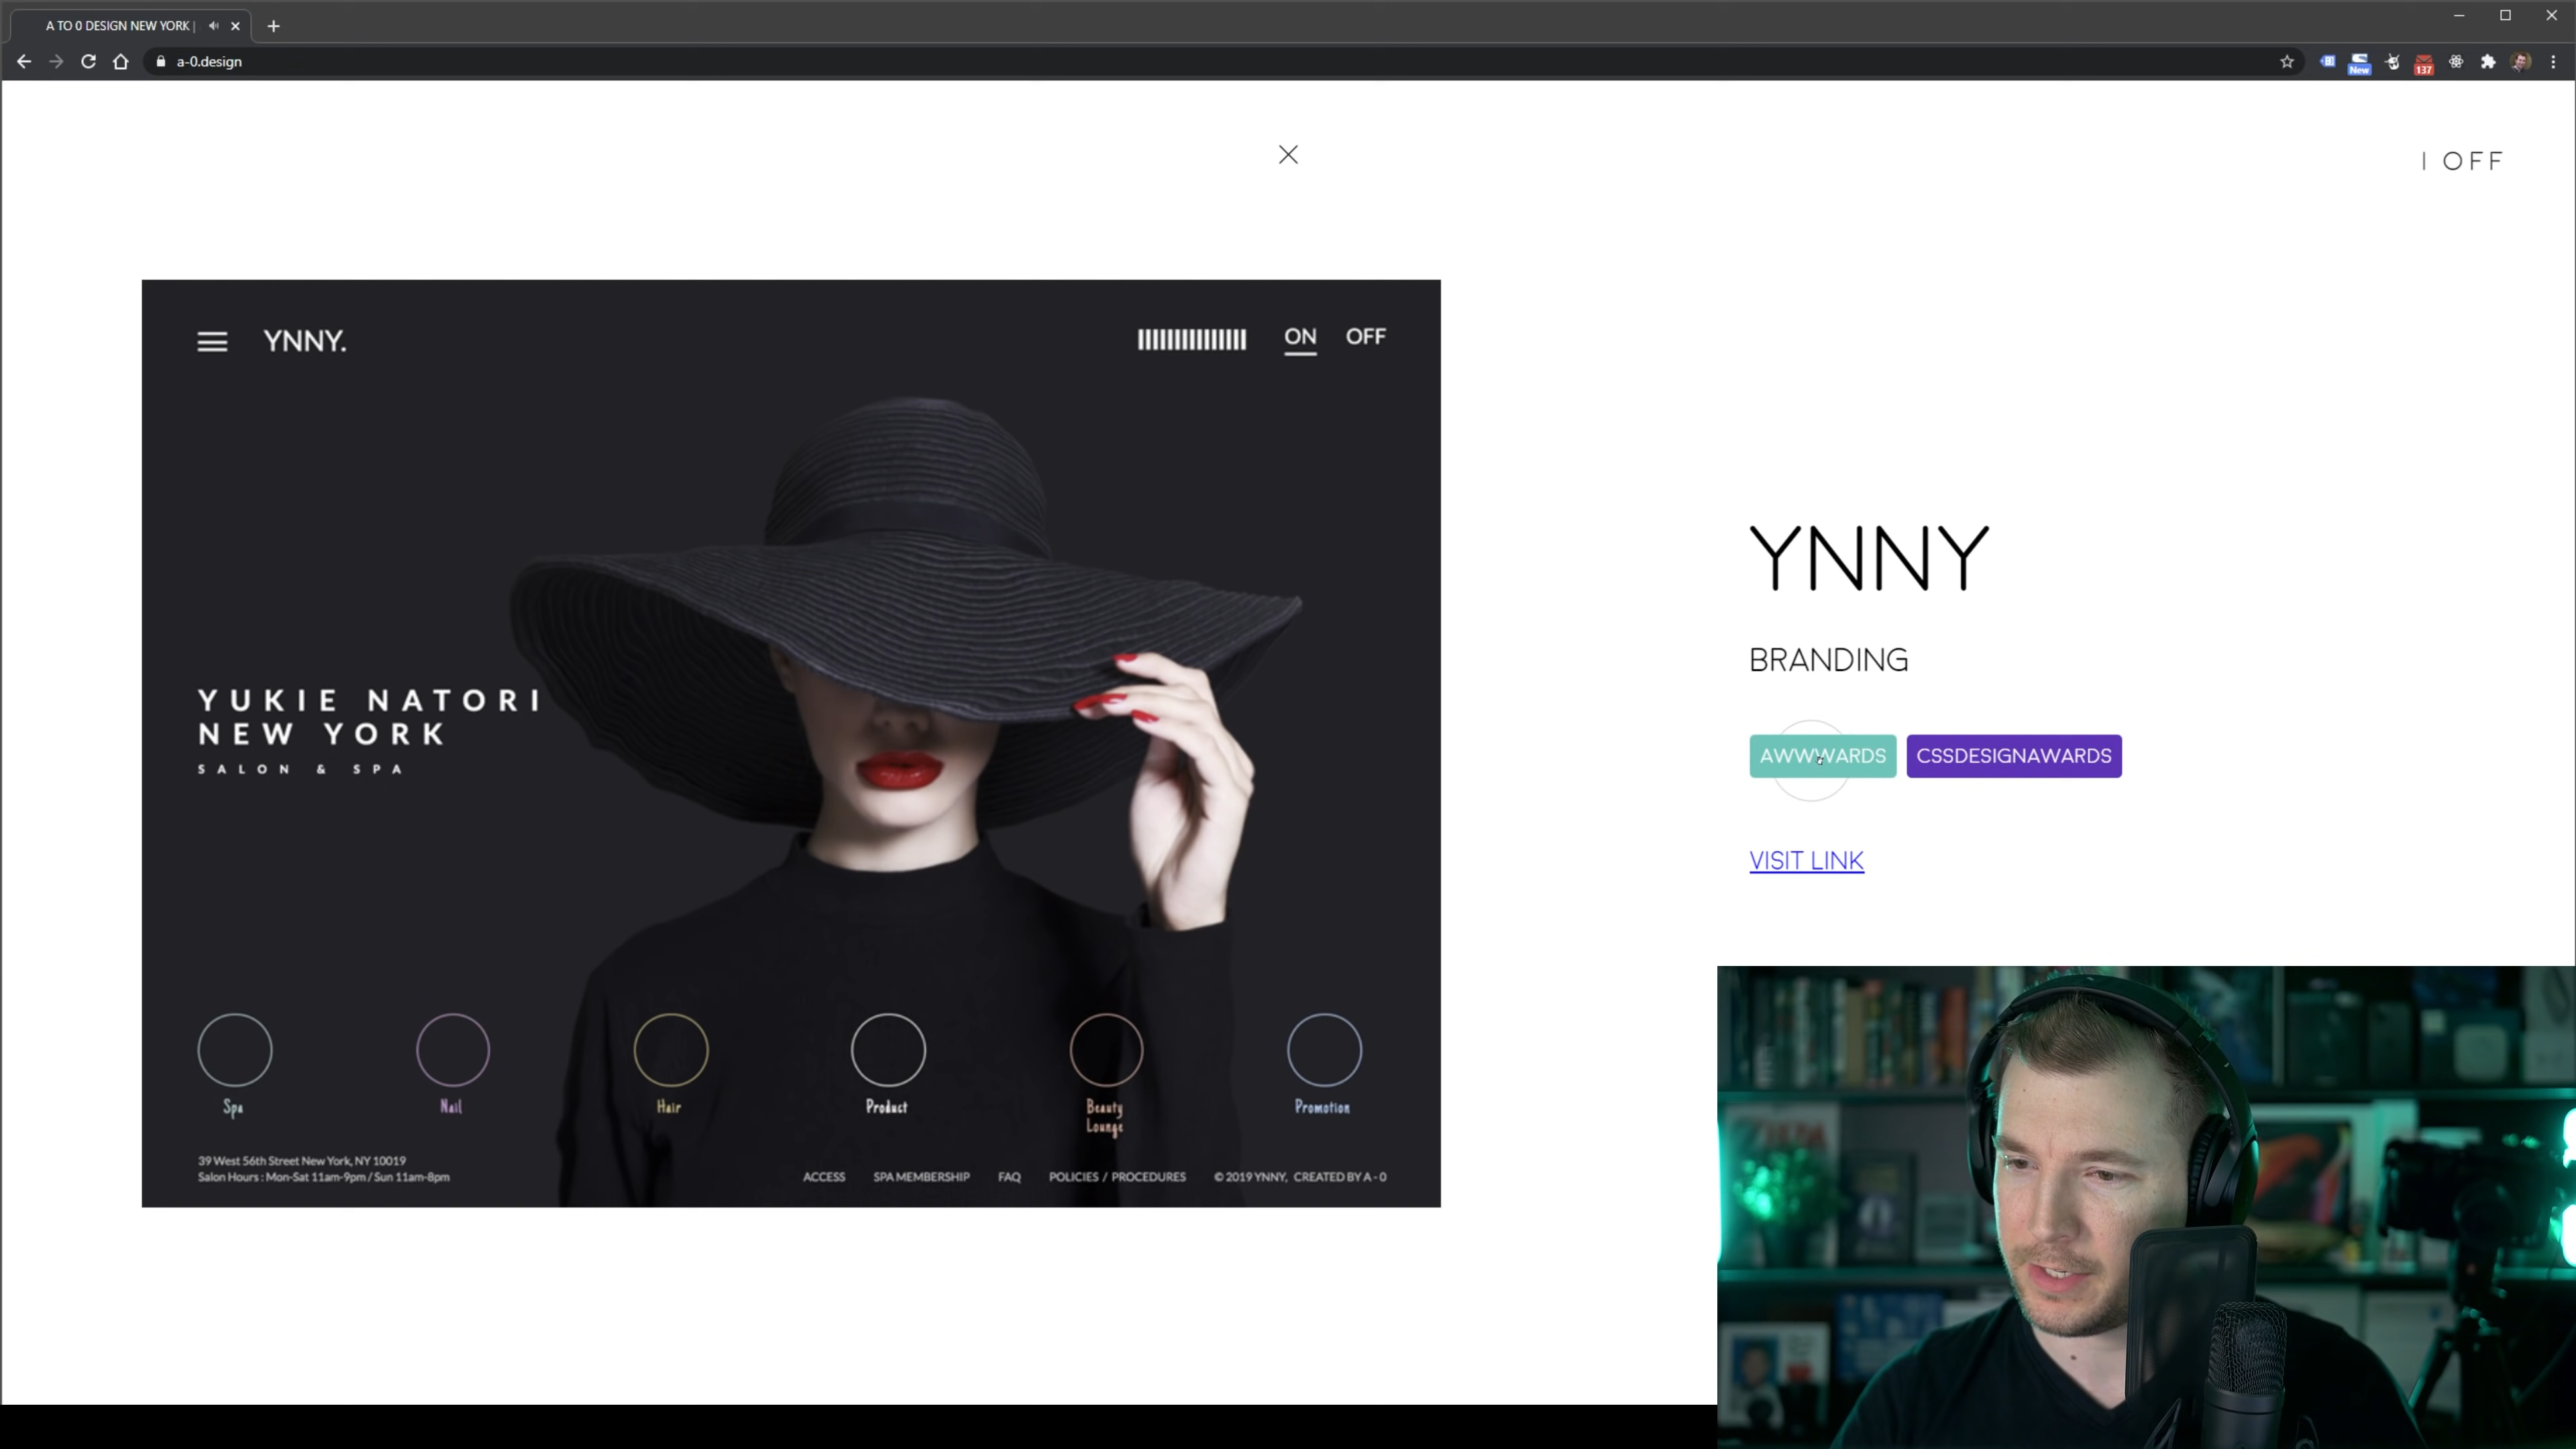 A TO 0 DESIGN NEW YORK |
a-0.design
New
137
| OFF
YNNY.
ON OFF
YUKIE NATORI
NEW YORK
SALON & SPA
Spa
Nail
Hair
Product
Beauty
Lounge
Promotion
39 West 56th Street New York, NY 10019
Salon Hours : Mon-Sat 11am-9pm / Sun 11am-8pm
ACCESS SPA MEMBERSHIP FAQ POLICIES / PROCEDURES © 2019 YNNY, CREATED BY A - 0
YNNY
BRANDING
AWWWARDS CSSDESIGNAWARDS
VISIT LINK